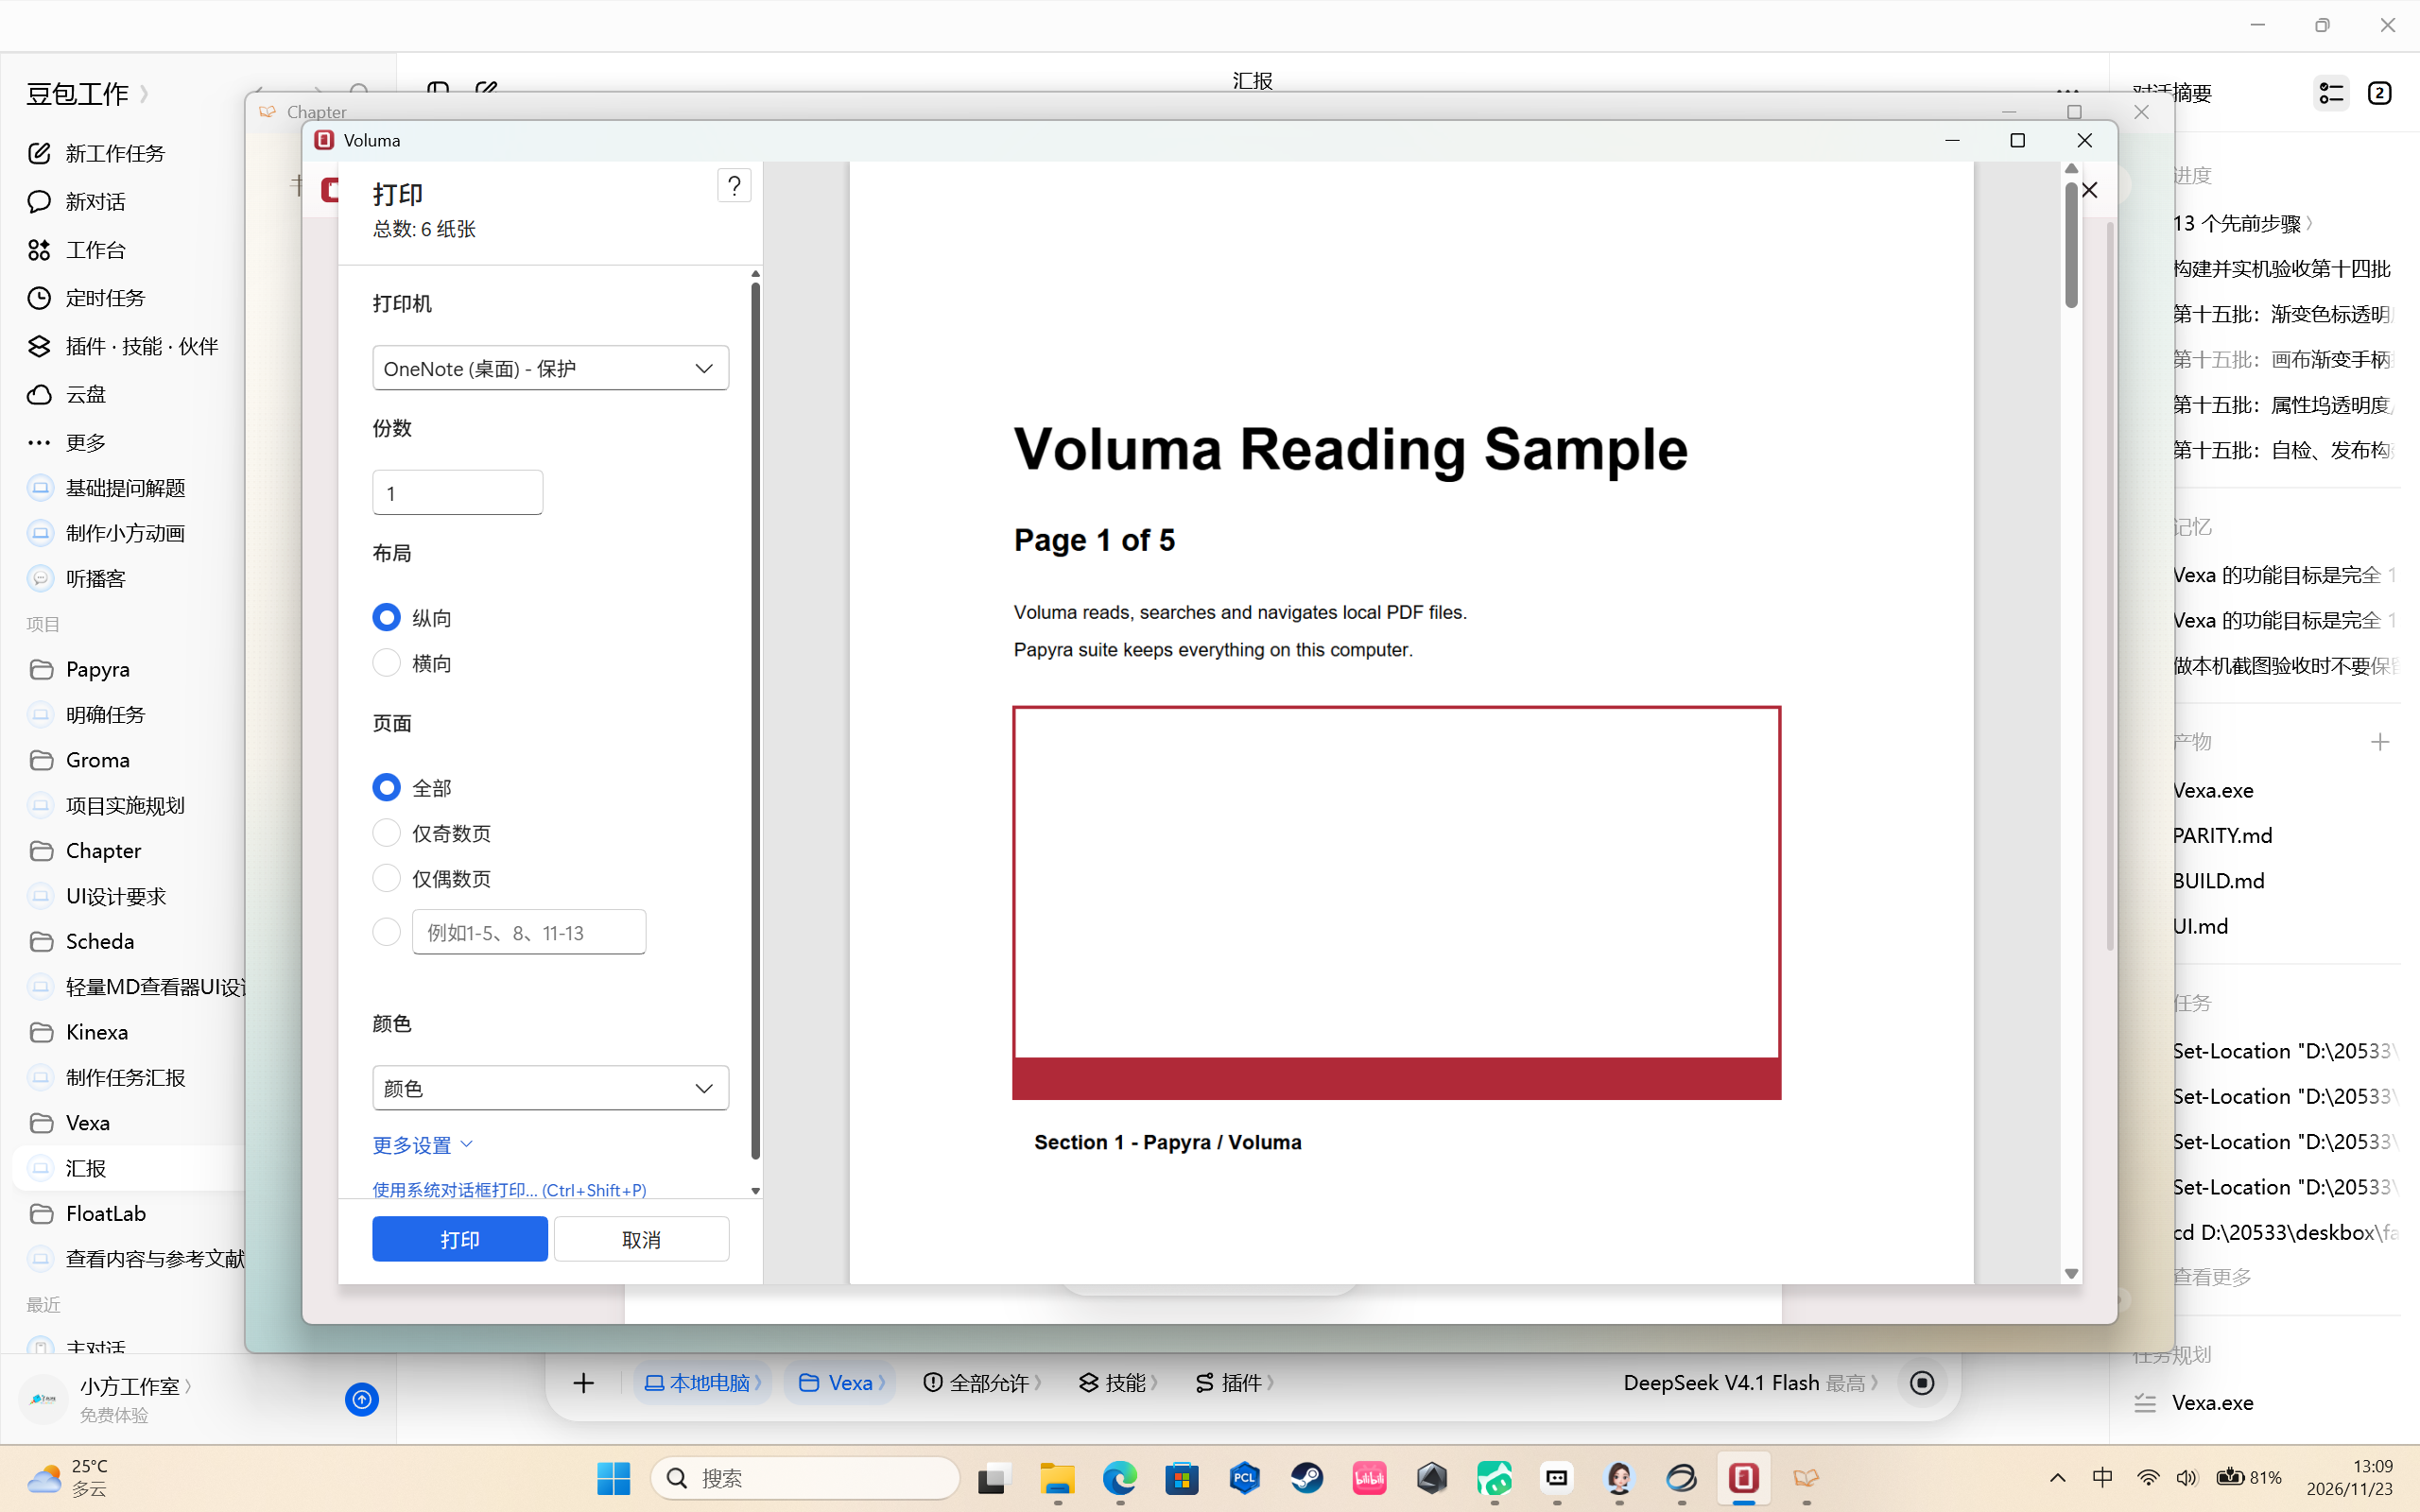 豆包工作
新工作任务
新对话
工作台
定时任务
插件 · 技能 · 伙伴
云盘
更多
基础提问解题
制作小方动画
听播客
项目
Papyra
明确任务
Groma
项目实施规划
Chapter
UI设计要求
Scheda
轻量MD查看器UI设
Kinexa
制作任务汇报
Vexa
汇报
FloatLab
查看内容与参考文献
最近
主对话
小方工作室
免费体验
汇报
Chapter
Voluma
打印
总数: 6 纸张
?
打印机
OneNote (桌面) - 保护
份数
1
布局
纵向
横向
页面
全部
仅奇数页
仅偶数页
例如1-5、8、11-13
颜色
颜色
更多设置
使用系统对话框打印... (Ctrl+Shift+P)
打印
取消
Voluma Reading Sample
Page 1 of 5
Voluma reads, searches and navigates local PDF files.
Papyra suite keeps everything on this computer.
Section 1 - Papyra / Voluma
对话摘要
2
进度
13 个先前步骤
构建并实机验收第十四批
第十五批：渐变色标透明
第十五批：画布渐变手柄
第十五批：属性坞透明度
第十五批：自检、发布构
记忆
Vexa 的功能目标是完全 1
Vexa 的功能目标是完全 1
做本机截图验收时不要保留
产物
Vexa.exe
PARITY.md
BUILD.md
UI.md
任务
Set-Location "D:\20533\
Set-Location "D:\20533\
Set-Location "D:\20533\
Set-Location "D:\20533\
cd D:\20533\deskbox\fa
查看更多
任务规划
Vexa.exe
本地电脑
Vexa
全部允许
技能
插件
DeepSeek V4.1 Flash 最高
25°C
多云
搜索
PCL
bilibili
中
81%
13:09
2026/11/23